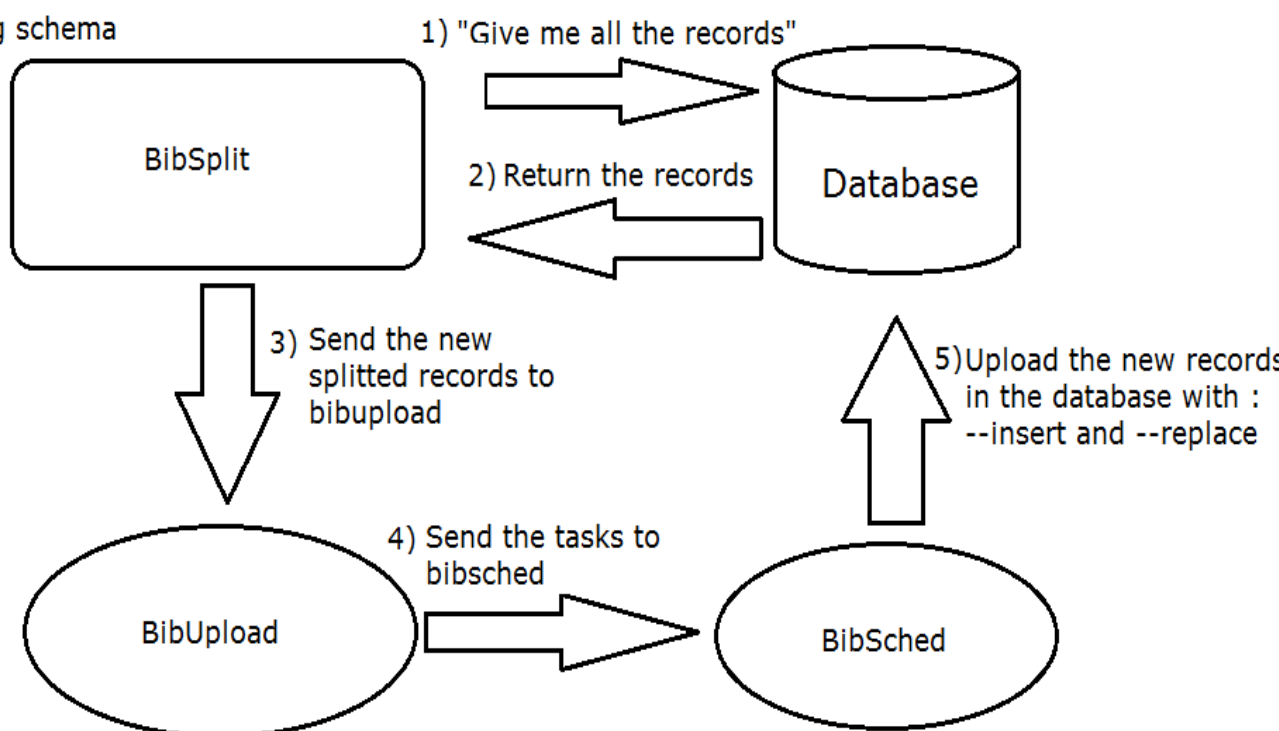 g schema
1) "Give me all the records"
BibSplit
2) Return the records
Database
3) Send the new
splitted records to
bibupload
5)Upload the new records
in the database with :
--insert and --replace
4) Send the tasks to
bibsched
BibUpload
BibSched